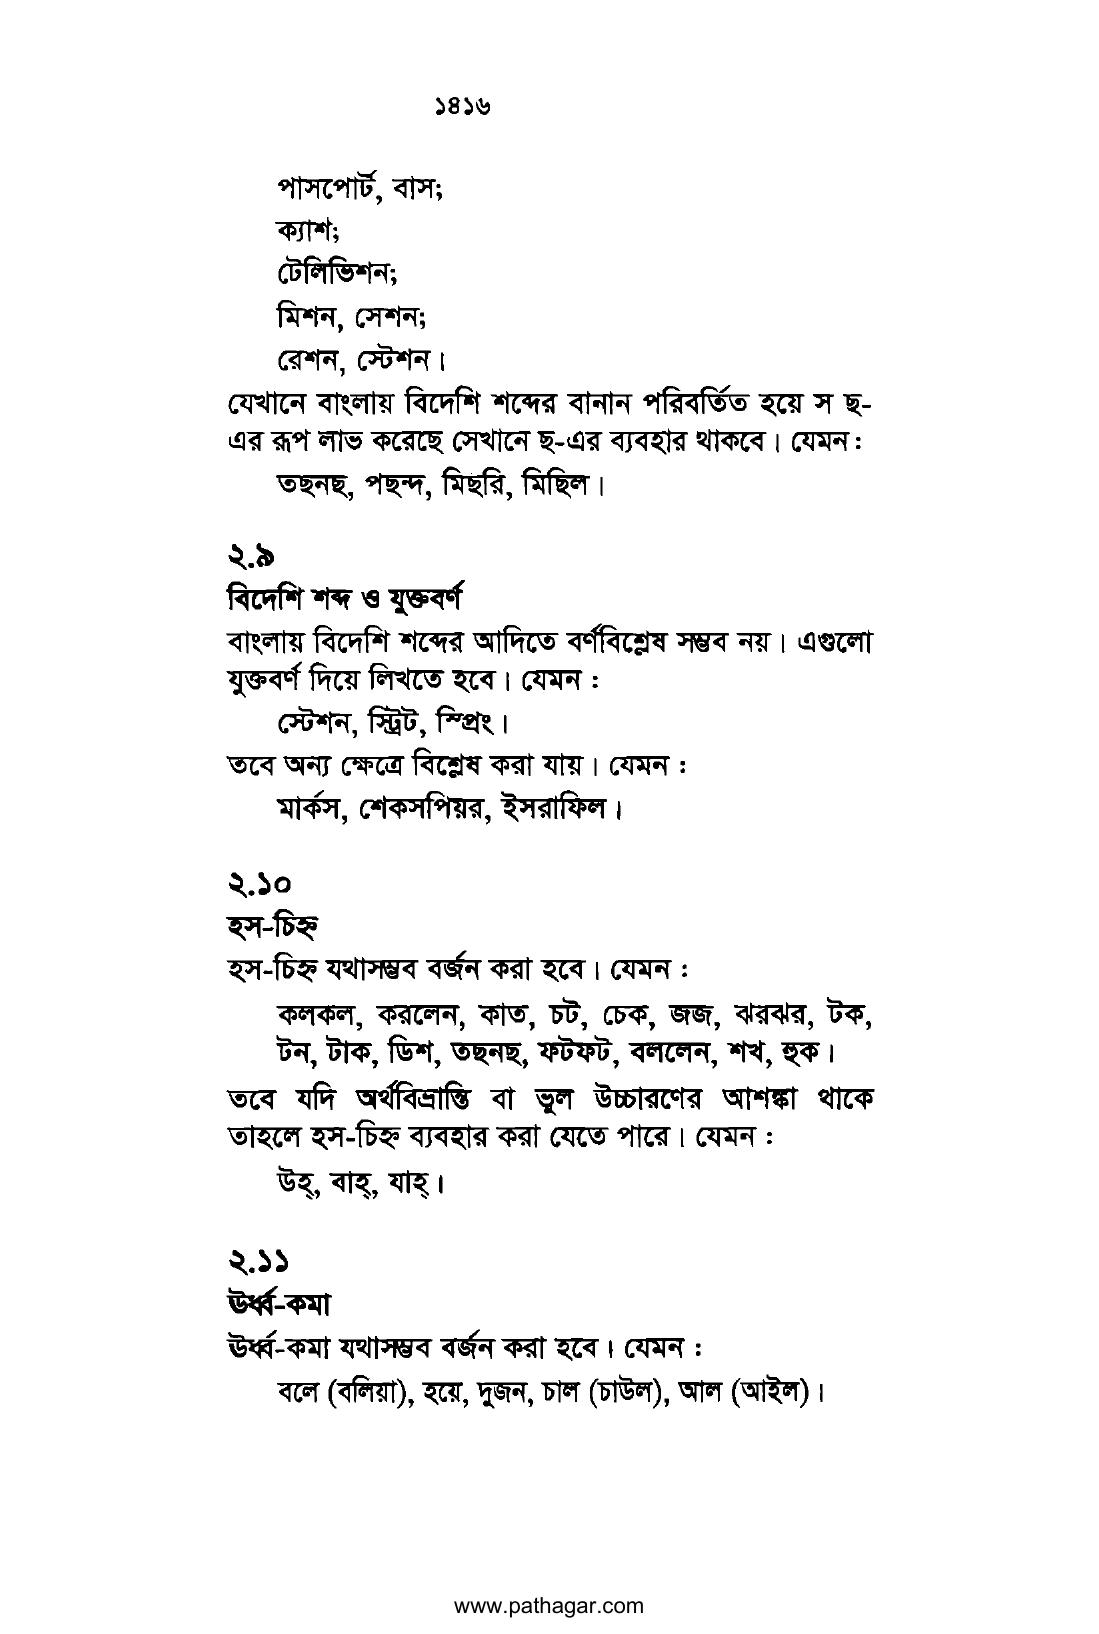 ১৪১৬
পাসপোর্ট, বাস;
ক্যাশ;
টেলিভিশন;
মিশন, সেশন;
রেশন, স্টেশন।
যেখানে বাংলায় বিদেশি শব্দের বানান পরিবর্তিত হয়ে স ছ-
এর রূপ লাভ করেছে সেখানে ছ-এর ব্যবহার থাকবে। যেমন :
তছনছ, পছন্দ, মিছরি, মিছিল।
২.৯
বিদেশি শব্দ ও যুক্তবর্ণ
বাংলায় বিদেশি শব্দের আদিতে বর্ণবিশ্লেষ সম্ভব নয়। এগুলো
যুক্তবর্ণ দিয়ে লিখতে হবে। যেমন :
স্টেশন, স্ট্রিট, স্প্রিং।
তবে অন্য ক্ষেত্রে বিশ্লেষ করা যায়। যেমন :
মার্কস, শেকসপিয়র, ইসরাফিল।
২.১০
হস-চিহ্ন
হস-চিহ্ন যথাসম্ভব বর্জন করা হবে। যেমন :
কলকল, করলেন, কাত, চট, চেক, জজ, ঝরঝর, টক,
টন, টাক, ডিশ, তছনছ, ফটফট, বললেন, শখ, হুক।
তবে যদি অর্থবিভ্রান্তি বা ভুল উচ্চারণের আশঙ্কা থাকে
তাহলে হস-চিহ্ন ব্যবহার করা যেতে পারে। যেমন :
উহ্, বাহ্, যাহ্।
২.১১
ঊর্ধ্ব-কমা
ঊর্ধ্ব-কমা যথাসম্ভব বর্জন করা হবে। যেমন :
বলে (বলিয়া), হয়ে, দুজন, চাল (চাউল), আল (আইল)।
www.pathagar.com